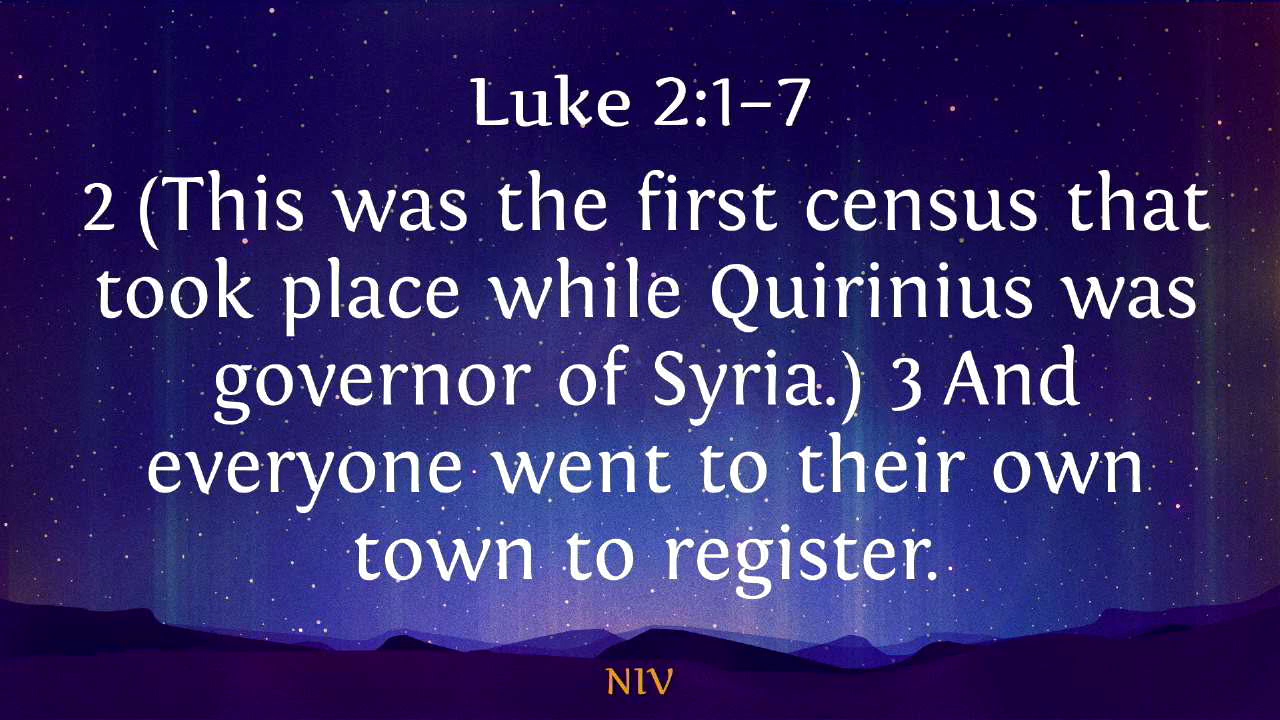 Luke 2:1–7
2 (This was the first census that
took place while Quirinius was
governor of Syria.) 3 And
everyone went to their own
town to register.
NIV